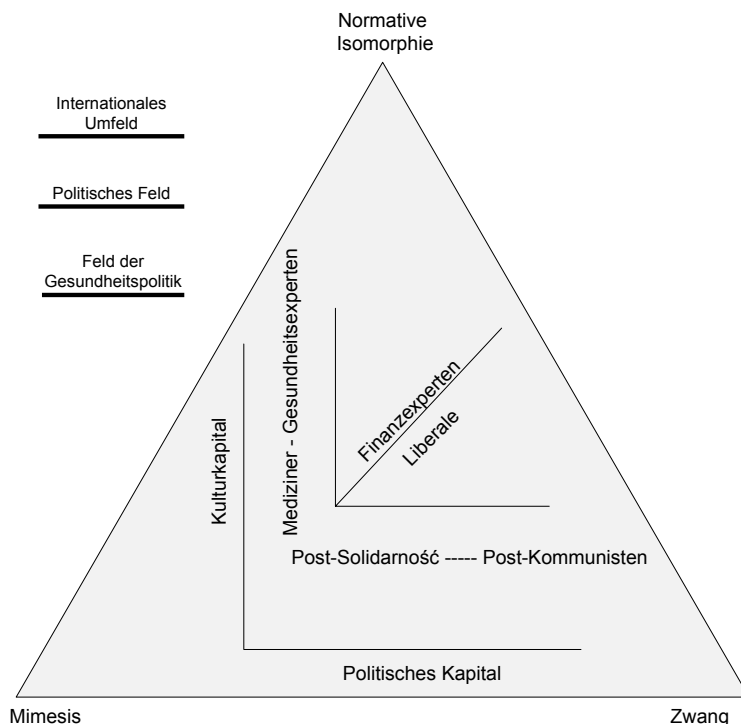 Normative
Isomorphie
Internationales
Umfeld
Politisches Feld
Feld der
Gesundheitspolitik
Kulturkapital
Mediziner - Gesundheitsexperten
Finanzexperten
Liberale
Post-Solidarność ----- Post-Kommunisten
Politisches Kapital
Mimesis
Zwang